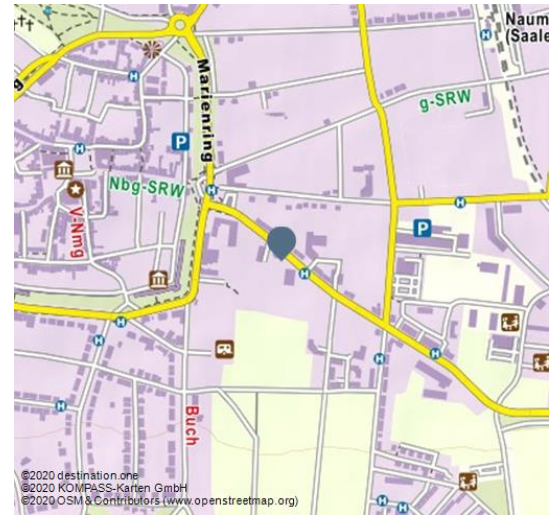 Naum
(Saale
Marienring
g-SRW
P
H
H
H
Nbg-SRW
H
H
V-Nmg
P
H
H
H
H
H
Buch
H
©2020 destination.one
©2020 KOMPASS-Karten GmbH
©2020 OSM & Contributors (www.openstreetmap.org)
H